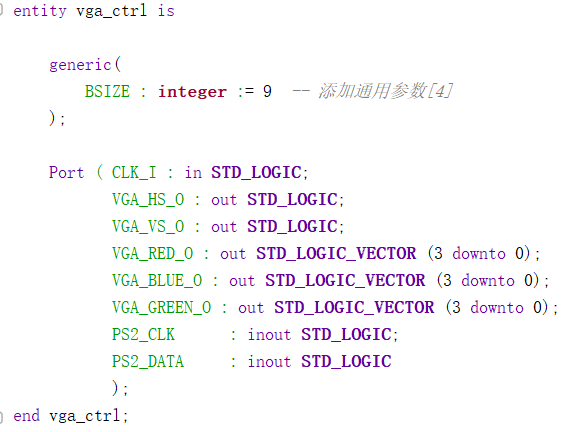 entity vga_ctrl is
generic(
BSIZE : integer := 9  -- 添加通用参数[4]
);
Port ( CLK_I : in STD_LOGIC;
VGA_HS_O : out STD_LOGIC;
VGA_VS_O : out STD_LOGIC;
VGA_RED_O : out STD_LOGIC_VECTOR (3 downto 0);
VGA_BLUE_O : out STD_LOGIC_VECTOR (3 downto 0);
VGA_GREEN_O : out STD_LOGIC_VECTOR (3 downto 0);
PS2_CLK      : inout STD_LOGIC;
PS2_DATA     : inout STD_LOGIC
);
end vga_ctrl;